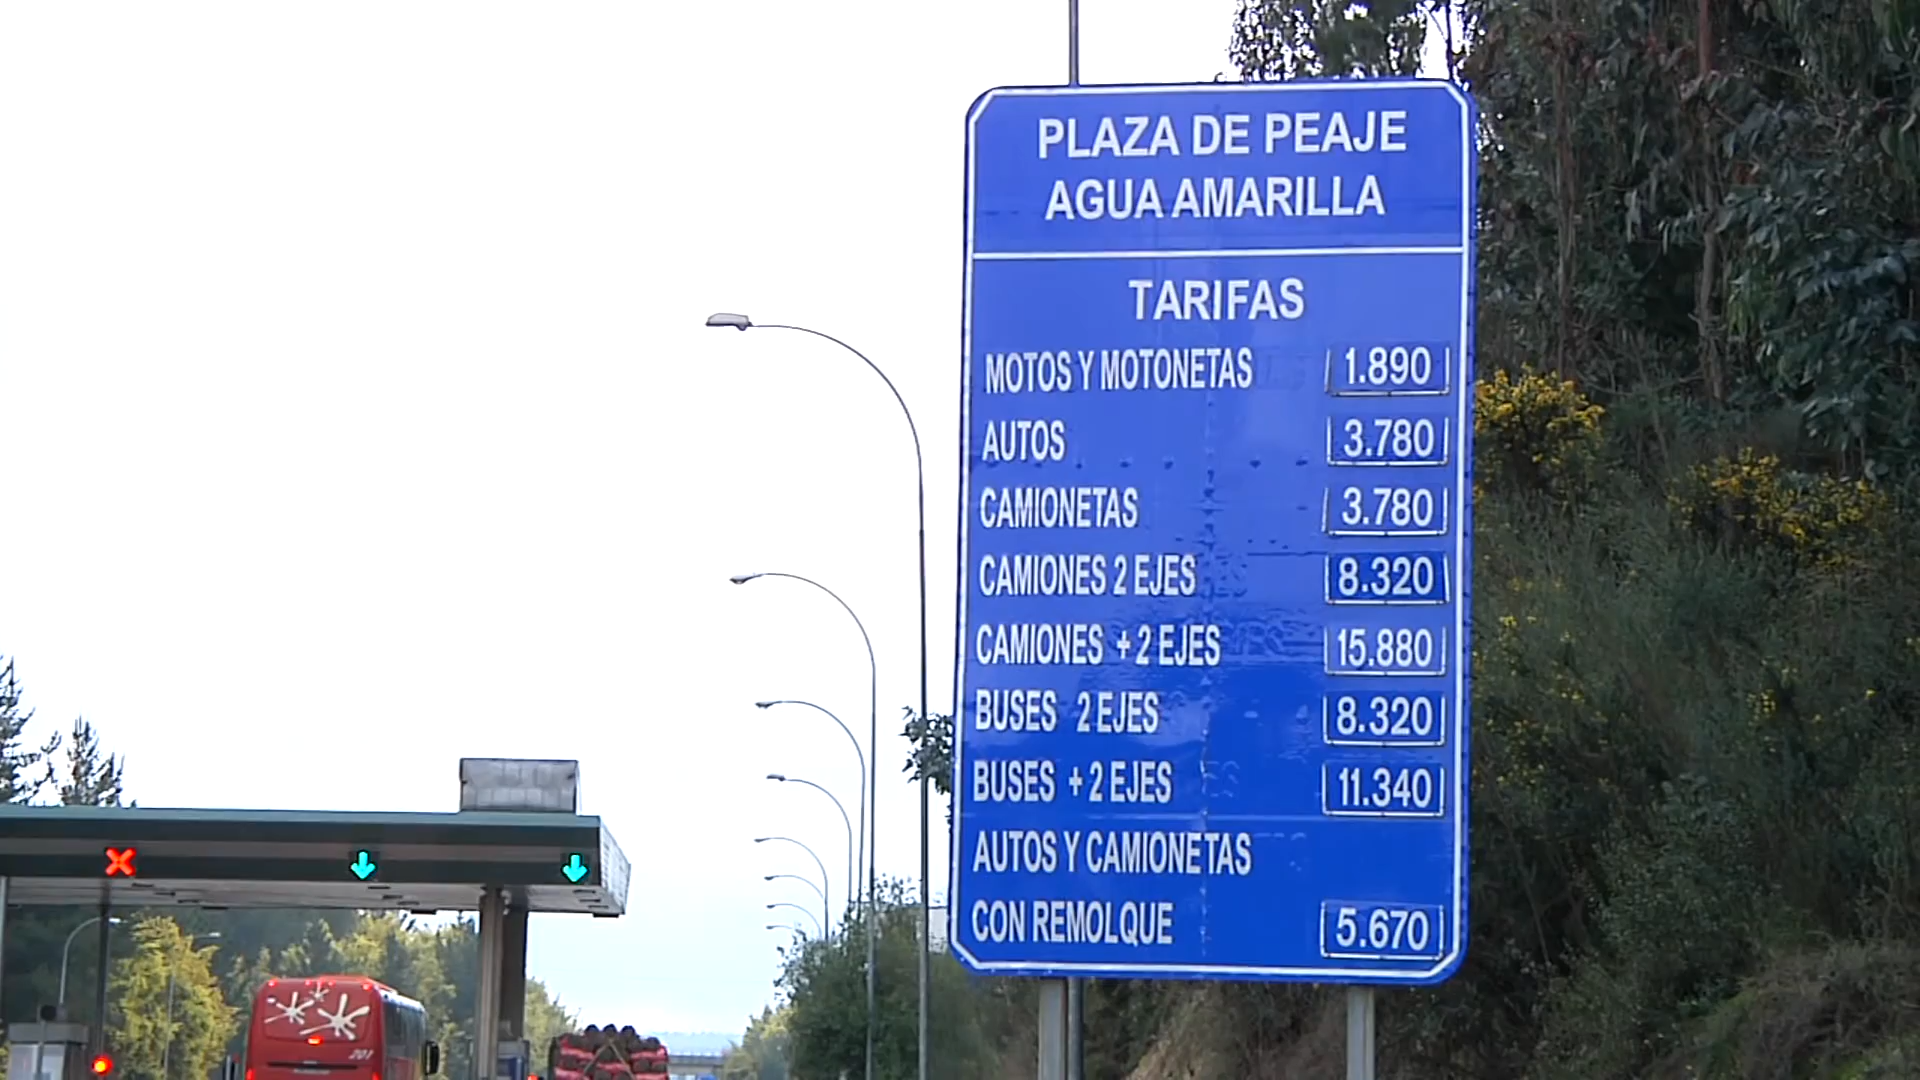 PLAZA DE PEAJE
AGUA AMARILLA
TARIFAS
MOTOS Y MOTONETAS 1.890
AUTOS 3.780
CAMIONETAS 3.780
CAMIONES 2 EJES 8.320
CAMIONES + 2 EJES 15.880
BUSES 2 EJES 8.320
BUSES + 2 EJES 11.340
AUTOS Y CAMIONETAS
CON REMOLQUE 5.670
201